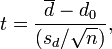 t = \frac{\overline{d} - d_0}{(s_d / \sqrt{n})},